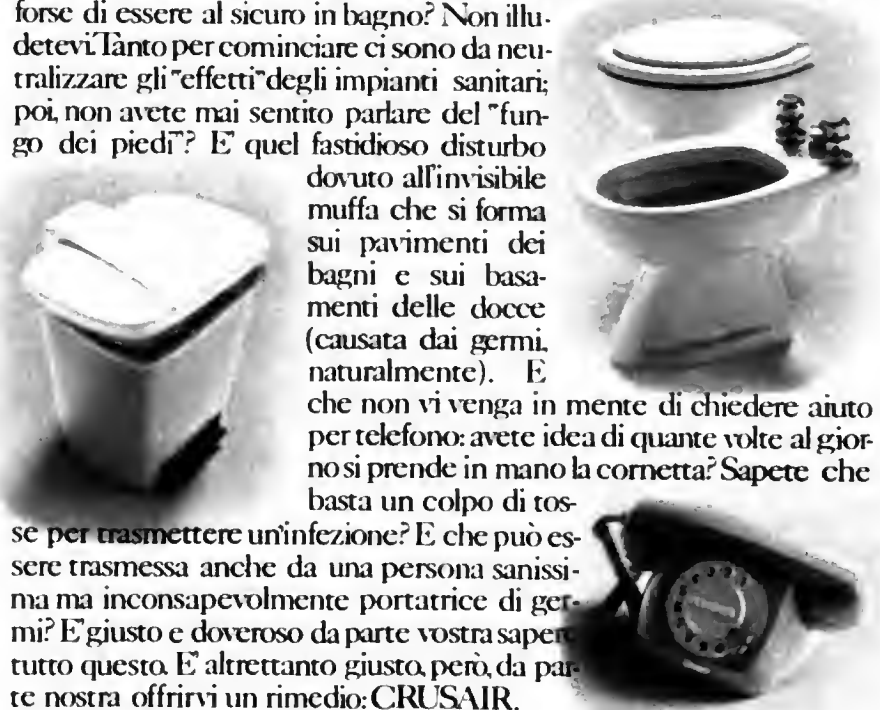 forse di essere al sicuro in bagno? Non illu-
detevi. Tanto per cominciare ci sono da neu-
tralizzare gli "effetti" degli impianti sanitari;
poi, non avete mai sentito parlare del "fun-
go dei piedi"? E' quel fastidioso disturbo
dovuto all'invisibile
muffa che si forma
sui pavimenti dei
bagni e sui basa-
menti delle docce
(causata dai germi,
naturalmente). E
che non vi venga in mente di chiedere aiuto
per telefono: avete idea di quante volte al gior-
no si prende in mano la cornetta? Sapete che
basta un colpo di tos-
se per trasmettere un'infezione? E che può es-
sere trasmessa anche da una persona sanissi-
ma ma inconsapevolmente portatrice di ger-
mi? E' giusto e doveroso da parte vostra sapere
tutto questo. E' altrettanto giusto, però, da par-
te nostra offrirvi un rimedio: CRUSAIR.